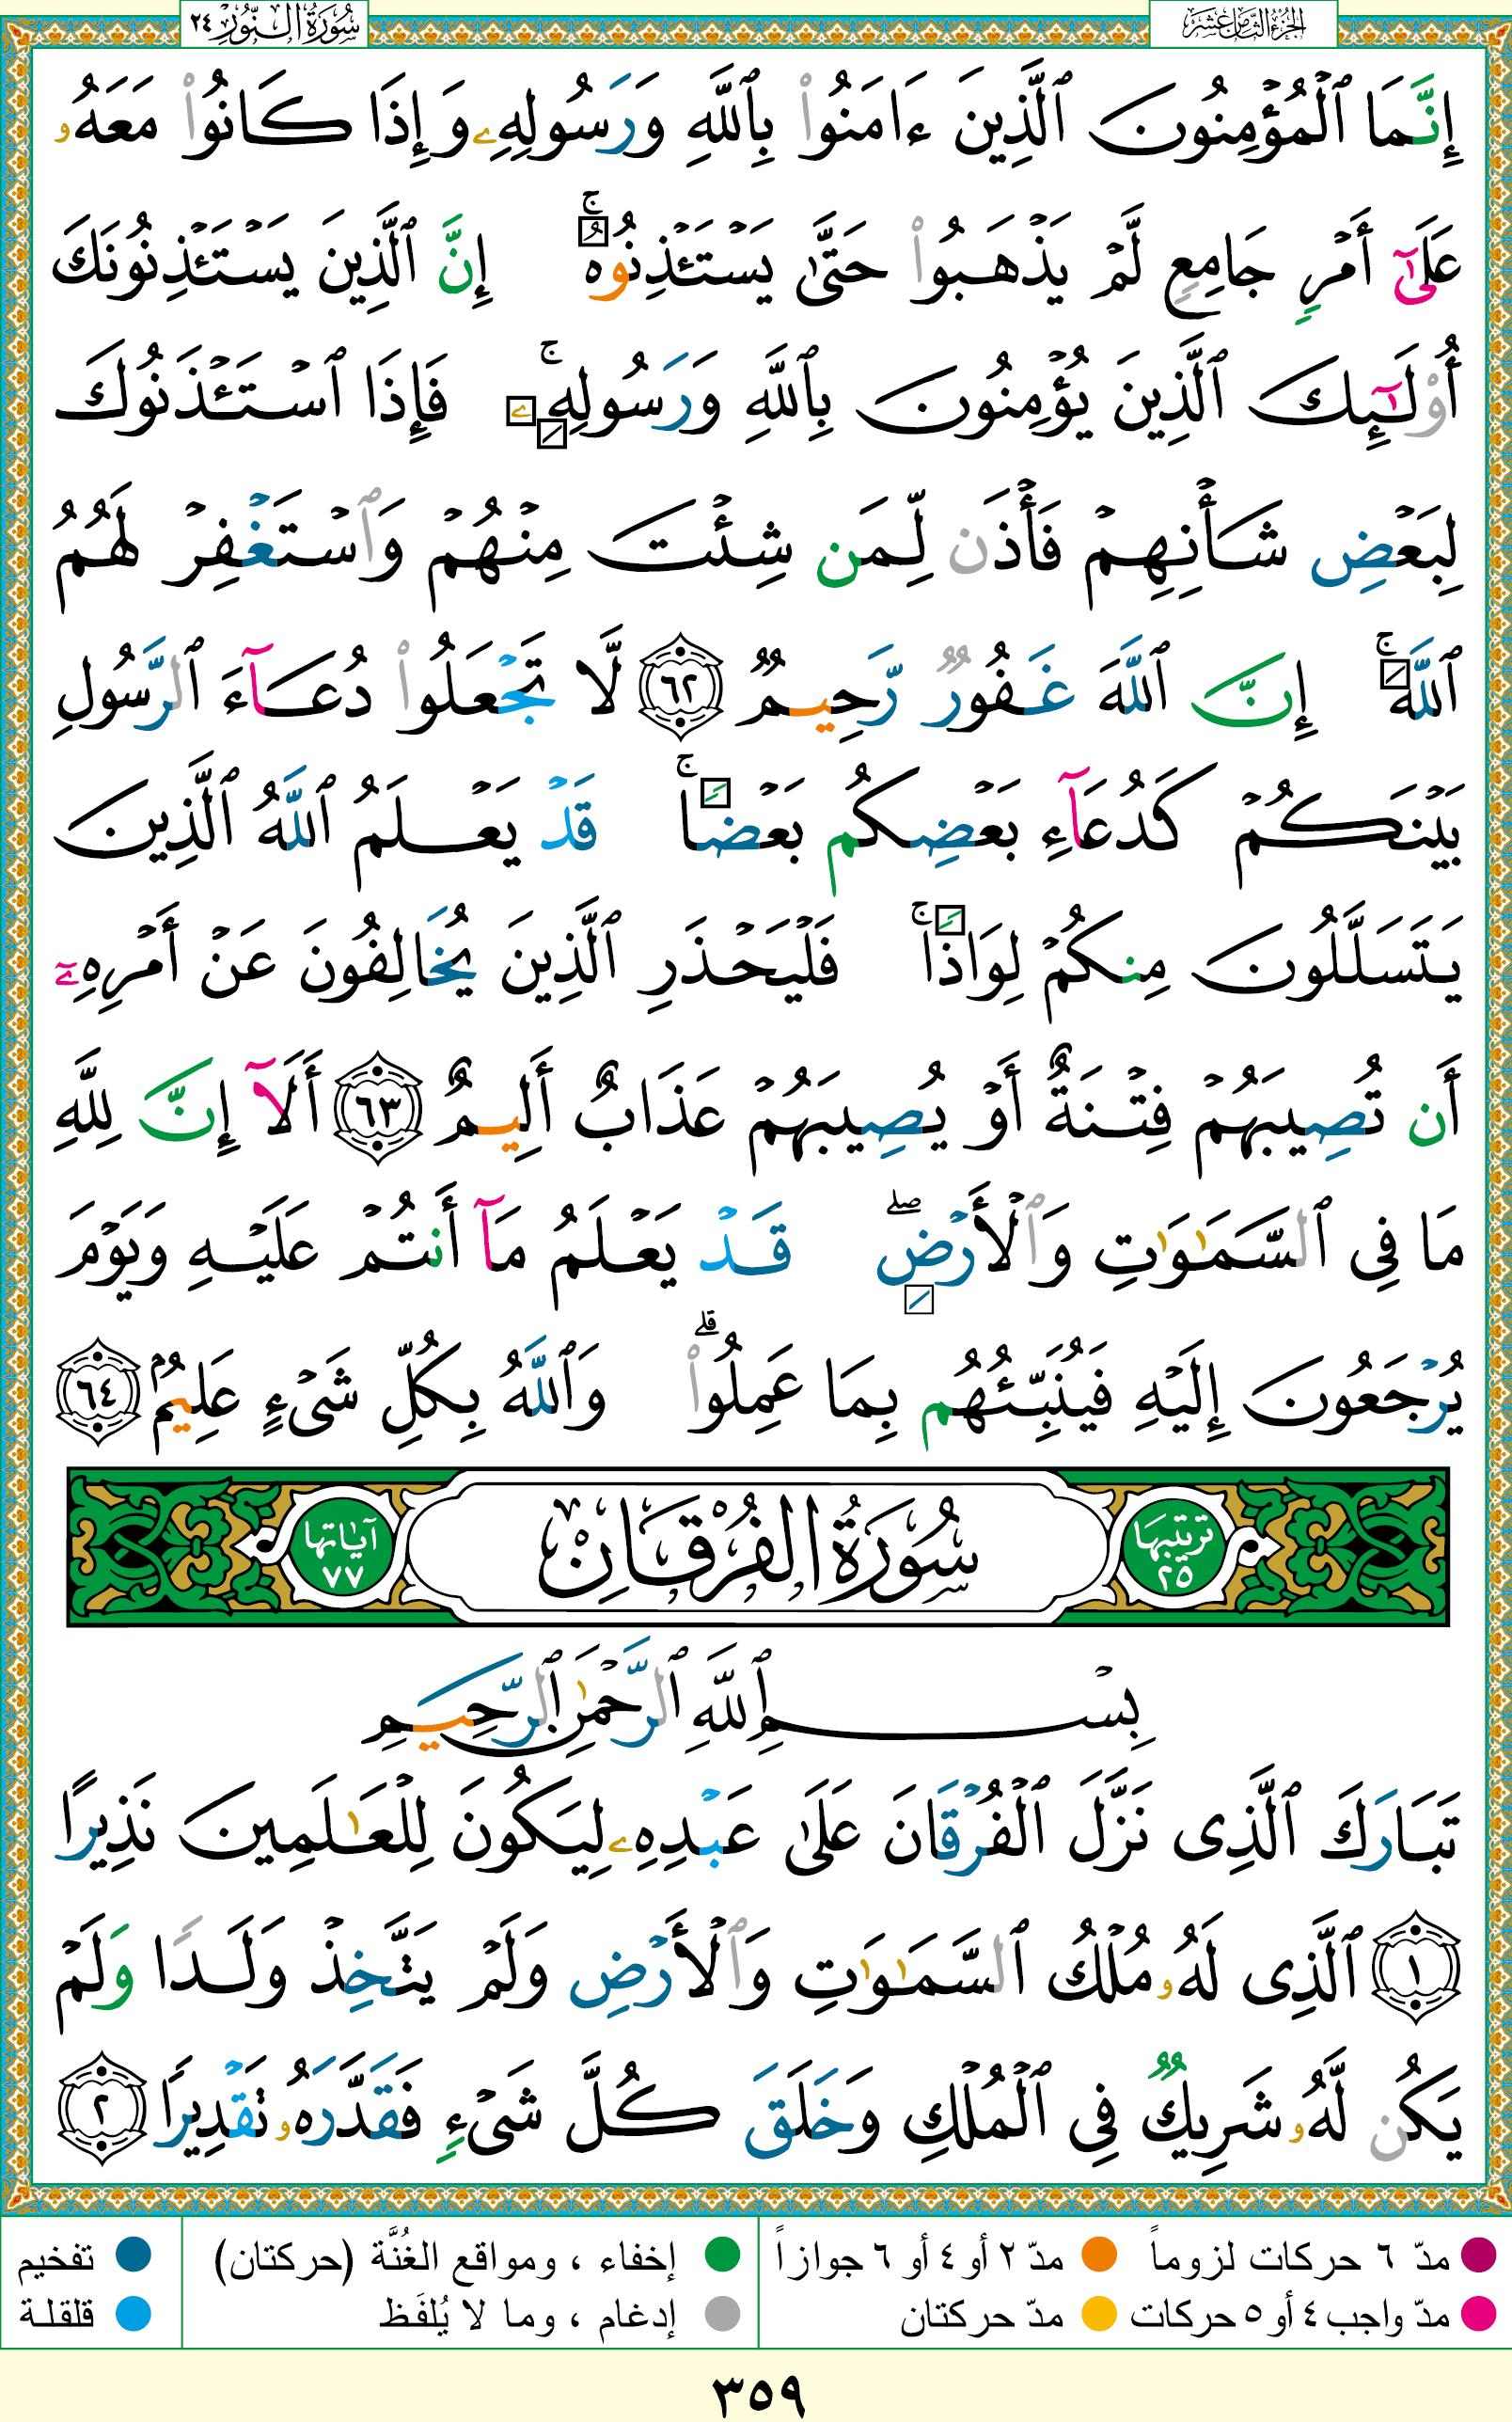 الجزء الثامن عشر
سُورَةُ النُّورِ ٢٤
إِنَّمَا ٱلۡمُؤۡمِنُونَ ٱلَّذِينَ ءَامَنُواْ بِٱللَّهِ وَرَسُولِهِۦ وَإِذَا كَانُواْ مَعَهُۥ
عَلَىٰٓ أَمۡرٖ جَامِعٖ لَّمۡ يَذۡهَبُواْ حَتَّىٰ يَسۡتَـٔۡذِنُوهُۚ إِنَّ ٱلَّذِينَ يَسۡتَـٔۡذِنُونَكَ
أُوْلَـٰٓئِكَ ٱلَّذِينَ يُؤۡمِنُونَ بِٱللَّهِ وَرَسُولِهِۦۚ فَإِذَا ٱسۡتَـٔۡذَنُوكَ
لِبَعۡضِ شَأۡنِهِمۡ فَأۡذَن لِّمَن شِئۡتَ مِنۡهُمۡ وَٱسۡتَغۡفِرۡ لَهُمُ
ٱللَّهَۚ إِنَّ ٱللَّهَ غَفُورٞ رَّحِيمٞ ٦٢ لَّا تَجۡعَلُواْ دُعَآءَ ٱلرَّسُولِ
بَيۡنَكُمۡ كَدُعَآءِ بَعۡضِكُم بَعۡضٗاۚ قَدۡ يَعۡلَمُ ٱللَّهُ ٱلَّذِينَ
يَتَسَلَّلُونَ مِنكُمۡ لِوَاذٗاۚ فَلۡيَحۡذَرِ ٱلَّذِينَ يُخَالِفُونَ عَنۡ أَمۡرِهِۦٓ
أَن تُصِيبَهُمۡ فِتۡنَةٌ أَوۡ يُصِيبَهُمۡ عَذَابٌ أَلِيمٌ ٦٣ أَلَآ إِنَّ لِلَّهِ
مَا فِى ٱلسَّمَـٰوَٰتِ وَٱلۡأَرۡضِۖ قَدۡ يَعۡلَمُ مَآ أَنتُمۡ عَلَيۡهِ وَيَوۡمَ
يُرۡجَعُونَ إِلَيۡهِ فَيُنَبِّئُهُم بِمَا عَمِلُواْۗ وَٱللَّهُ بِكُلِّ شَىۡءٍ عَلِيمُۢ ٦٤
ترتيبها ٢٥
سُورَةُ الفُرْقَانِ
آياتها ٧٧
بِسۡمِ ٱللَّهِ ٱلرَّحۡمَـٰنِ ٱلرَّحِيمِ
تَبَارَكَ ٱلَّذِى نَزَّلَ ٱلۡفُرۡقَانَ عَلَىٰ عَبۡدِهِۦ لِيَكُونَ لِلۡعَـٰلَمِينَ نَذِيرًا
١ ٱلَّذِى لَهُۥ مُلۡكُ ٱلسَّمَـٰوَٰتِ وَٱلۡأَرۡضِ وَلَمۡ يَتَّخِذۡ وَلَدٗا وَلَمۡ
يَكُن لَّهُۥ شَرِيكٞ فِى ٱلۡمُلۡكِ وَخَلَقَ كُلَّ شَىۡءٖ فَقَدَّرَهُۥ تَقۡدِيرٗا ٢
مدّ ٦ حركات لزوماً
مدّ ٢ أو ٤ أو ٦ جوازاً
إخفاء ، ومواقع الغُنَّة (حركتان)
تفخيم
مدّ واجب ٤ أو ٥ حركات
مدّ حركتان
إدغام ، وما لا يُلفَظ
قلقلة
٣٥٩